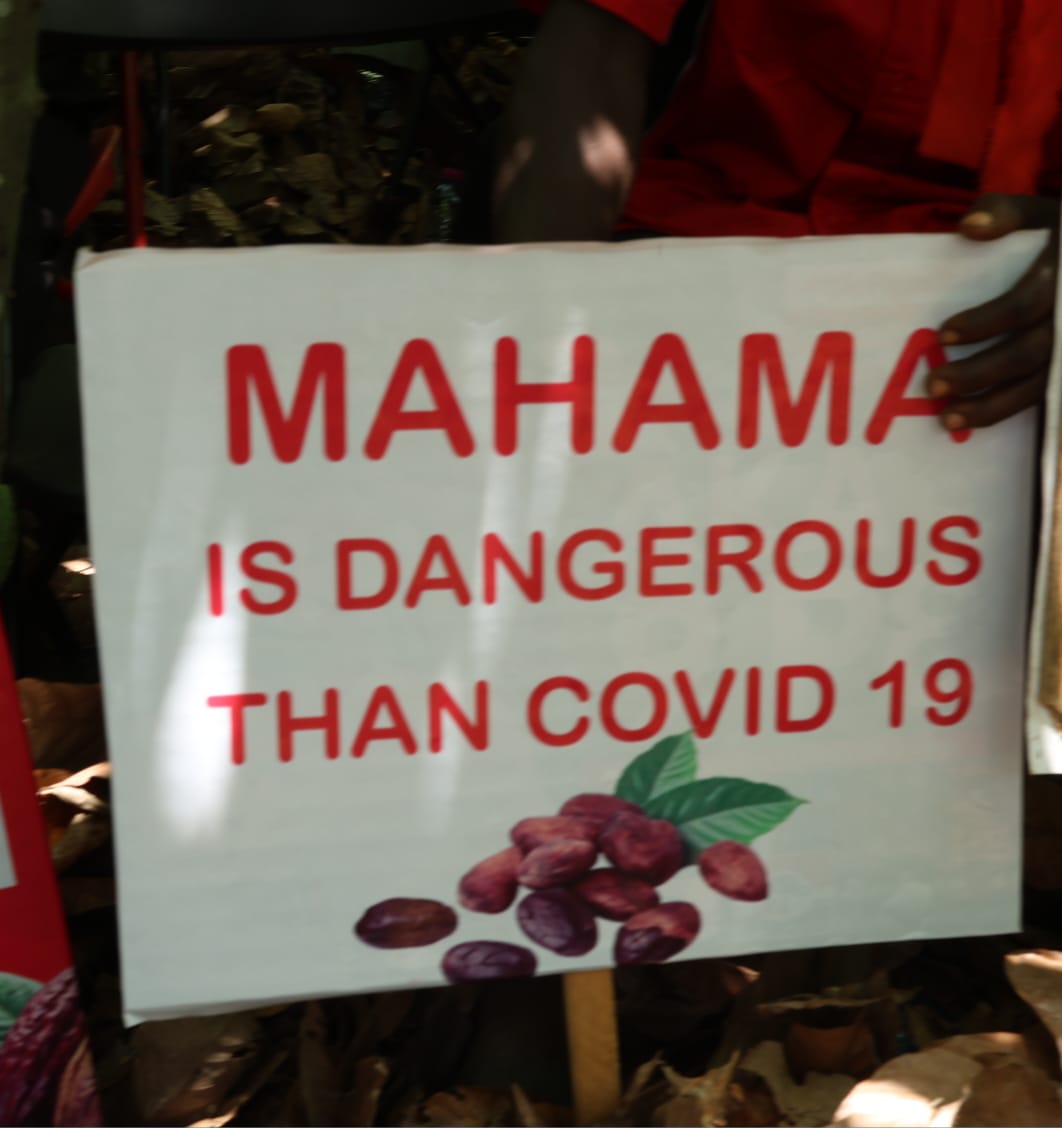 MAHAMA
IS DANGEROUS
THAN COVID 19